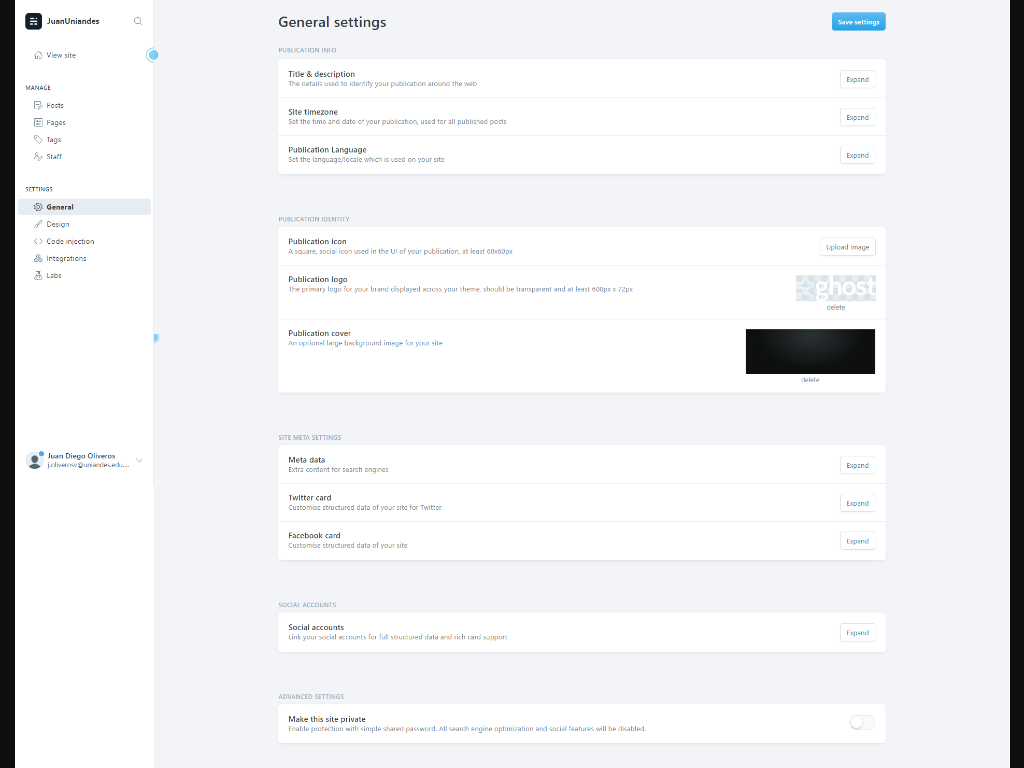 JuanUniandes
View site
MANAGE
Posts
Pages
Tags
Staff
SETTINGS
General
Design
Code injection
Integrations
Labs
Juan Diego Oliveros
j.oliverosv@uniandes.edu....
General settings
Save settings
PUBLICATION INFO
Title & description
The details used to identify your publication around the web
Expand
Site timezone
Set the time and date of your publication, used for all published posts
Expand
Publication Language
Set the language/locale which is used on your site
Expand
PUBLICATION IDENTITY
Publication icon
A square, social icon used in the UI of your publication, at least 60x60px
Upload Image
Publication logo
The primary logo for your brand displayed across your theme, should be transparent and at least 600px x 72px
ghost
delete
Publication cover
An optional large background image for your site
delete
SITE META SETTINGS
Meta data
Extra content for search engines
Expand
Twitter card
Customise structured data of your site for Twitter
Expand
Facebook card
Customise structured data of your site
Expand
SOCIAL ACCOUNTS
Social accounts
Link your social accounts for full structured data and rich card support
Expand
ADVANCED SETTINGS
Make this site private
Enable protection with simple shared password. All search engine optimization and social features will be disabled.